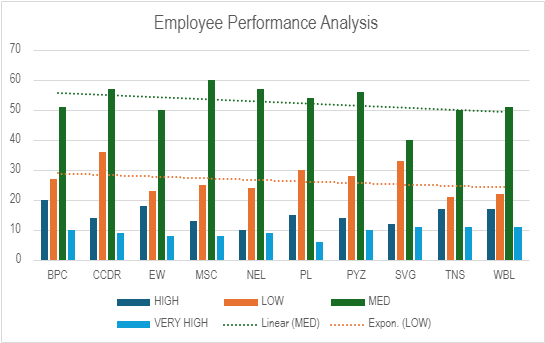 Employee Performance Analysis
70
60
50
40
30
20
10
0
BPC CCDR EW MSC NEL PL PYZ SVG TNS WBL
HIGH LOW MED
VERY HIGH Linear (MED) Expon. (LOW)